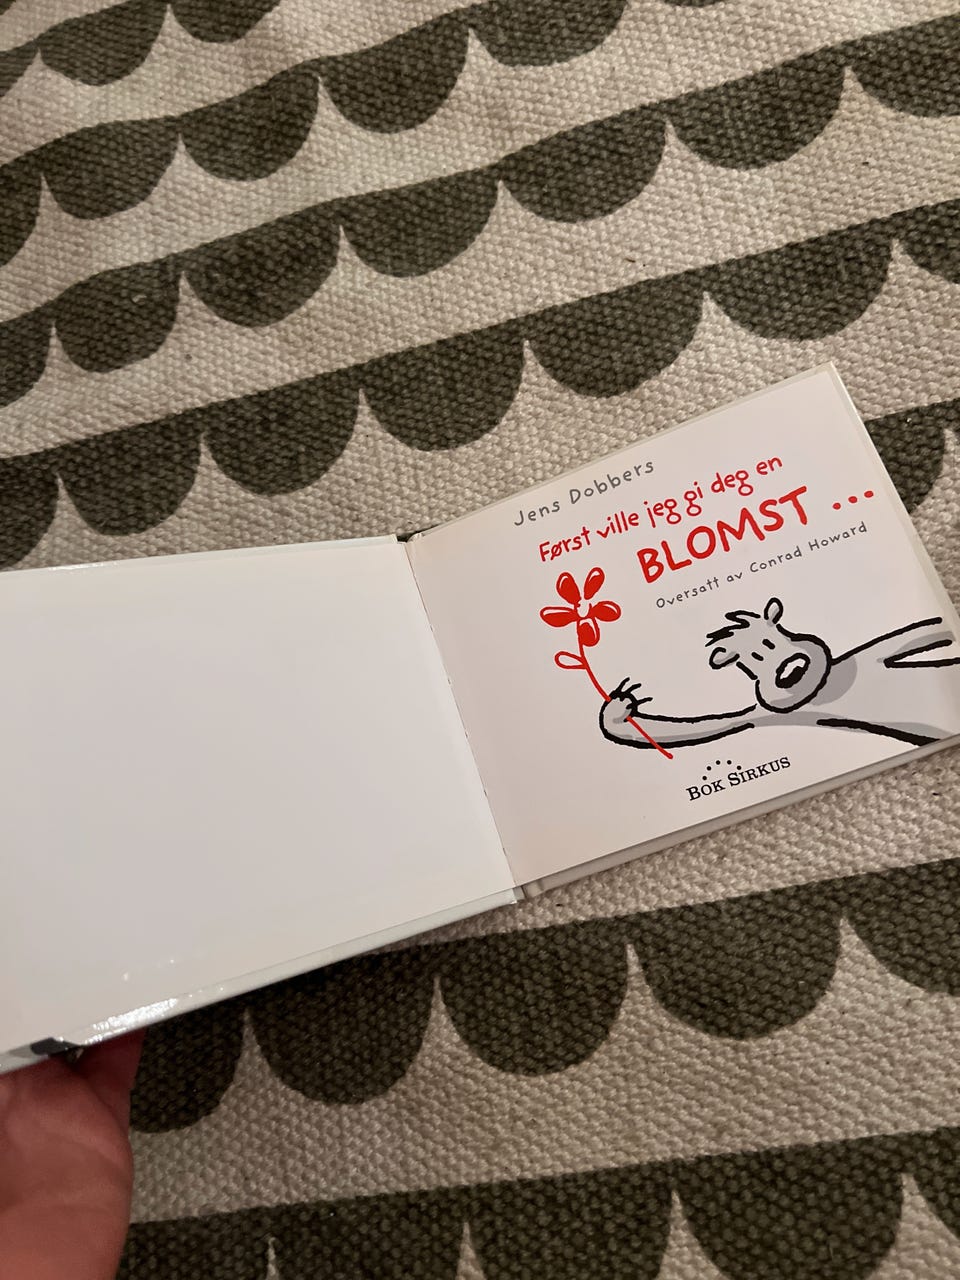 Jens Dobbers
Først ville jeg gi deg en
BLOMST ...
Oversatt av Conrad Howard
BOK SIRKUS